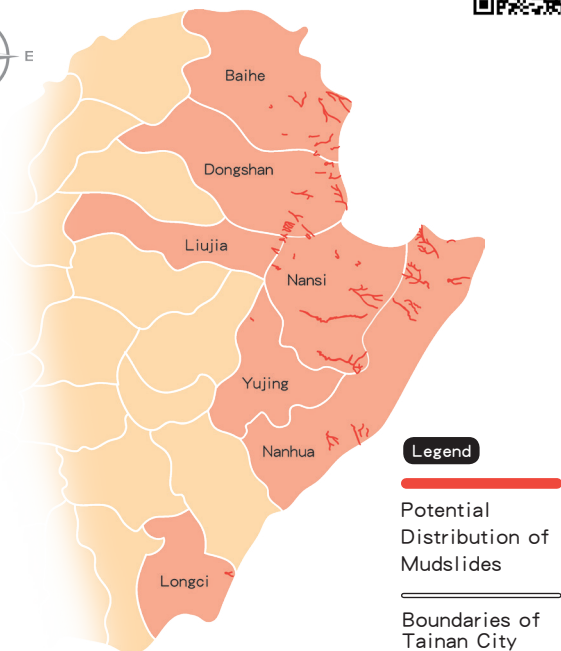 E
Baihe
Dongshan
Liujia
Nansi
Yujing
Nanhua
Longci
Legend
Potential
Distribution of
Mudslides
Boundaries of
Tainan City